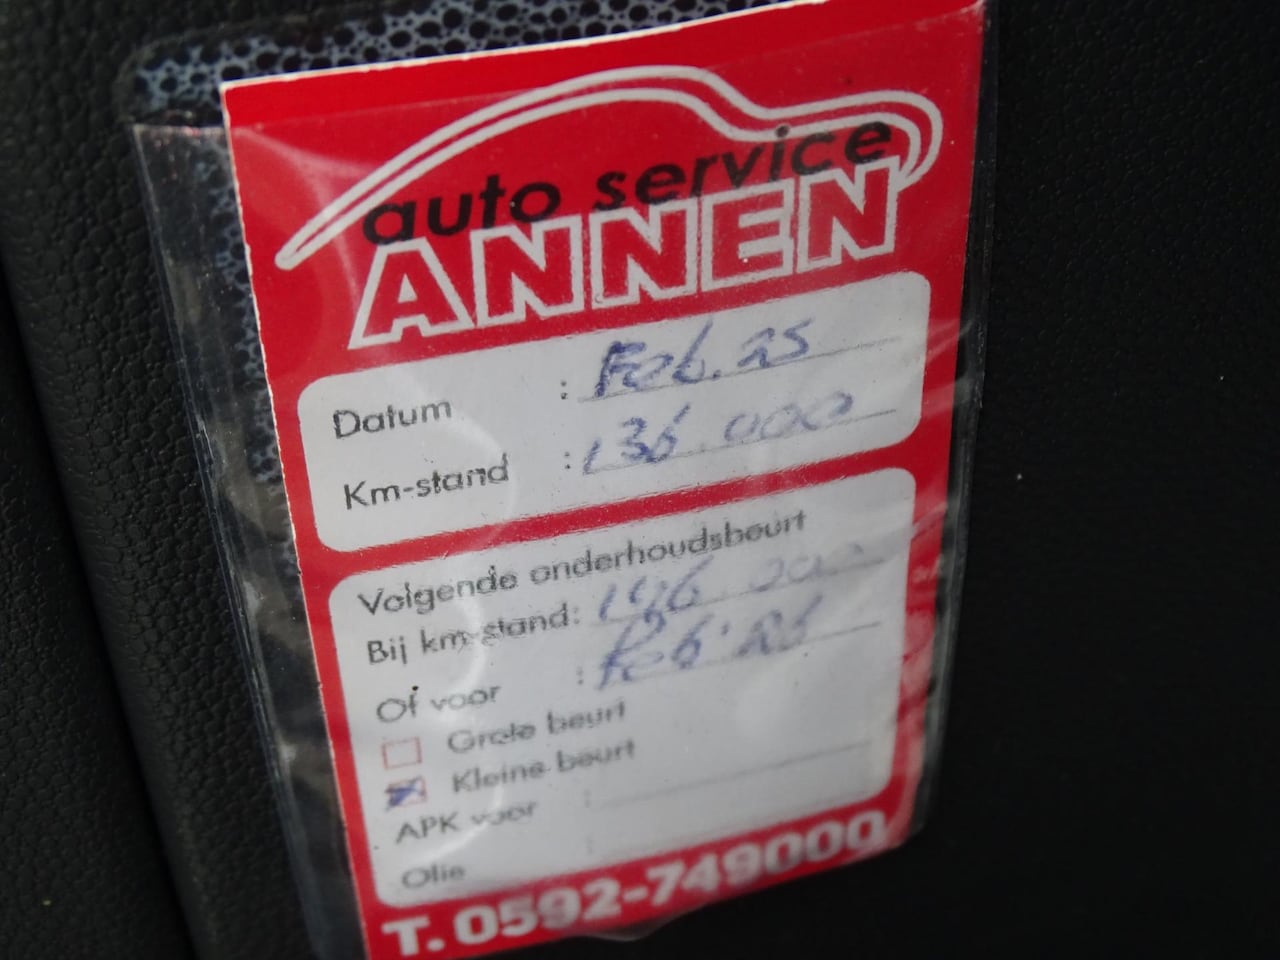 auto service
ANNEN
Datum : Feb. 25
Km-stand : 136.000
Volgende onderhoudsbeurt
Bij km-stand: 146.000
Of voor : Feb. 26
Grote beurt
Kleine beurt
APK voor :
Olie :
T. 0592-749000